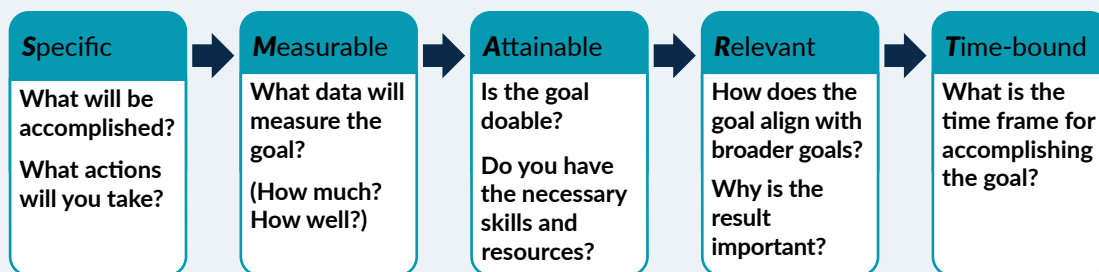 Specific
What will be
accomplished?
What actions
will you take?
Measurable
What data will
measure the
goal?
(How much?
How well?)
Attainable
Is the goal
doable?
Do you have
the necessary
skills and
resources?
Relevant
How does the
goal align with
broader goals?
Why is the
result
important?
Time-bound
What is the
time frame for
accomplishing
the goal?